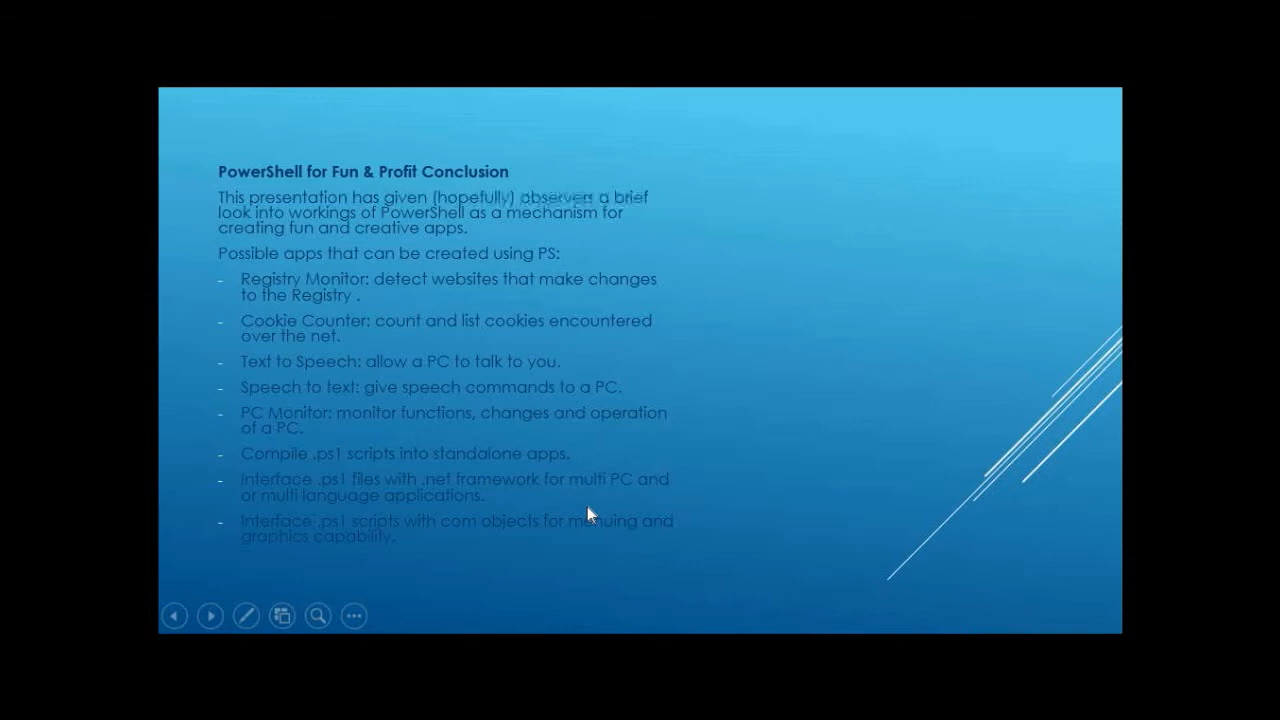 PowerShell for Fun & Profit Conclusion
This presentation has given (hopefully) observers a brief
look into workings of PowerShell as a mechanism for
creating fun and creative apps.
Possible apps that can be created using PS:
- Registry Monitor: detect websites that make changes
to the Registry .
- Cookie Counter: count and list cookies encountered
over the net.
- Text to Speech: allow a PC to talk to you.
- Speech to text: give speech commands to a PC.
- PC Monitor: monitor functions, changes and operation
of a PC.
- Compile .ps1 scripts into standalone apps.
- Interface .ps1 files with .net framework for multi PC and
or multi language applications.
- Interface .ps1 scripts with com objects for menuing and
graphics capability.